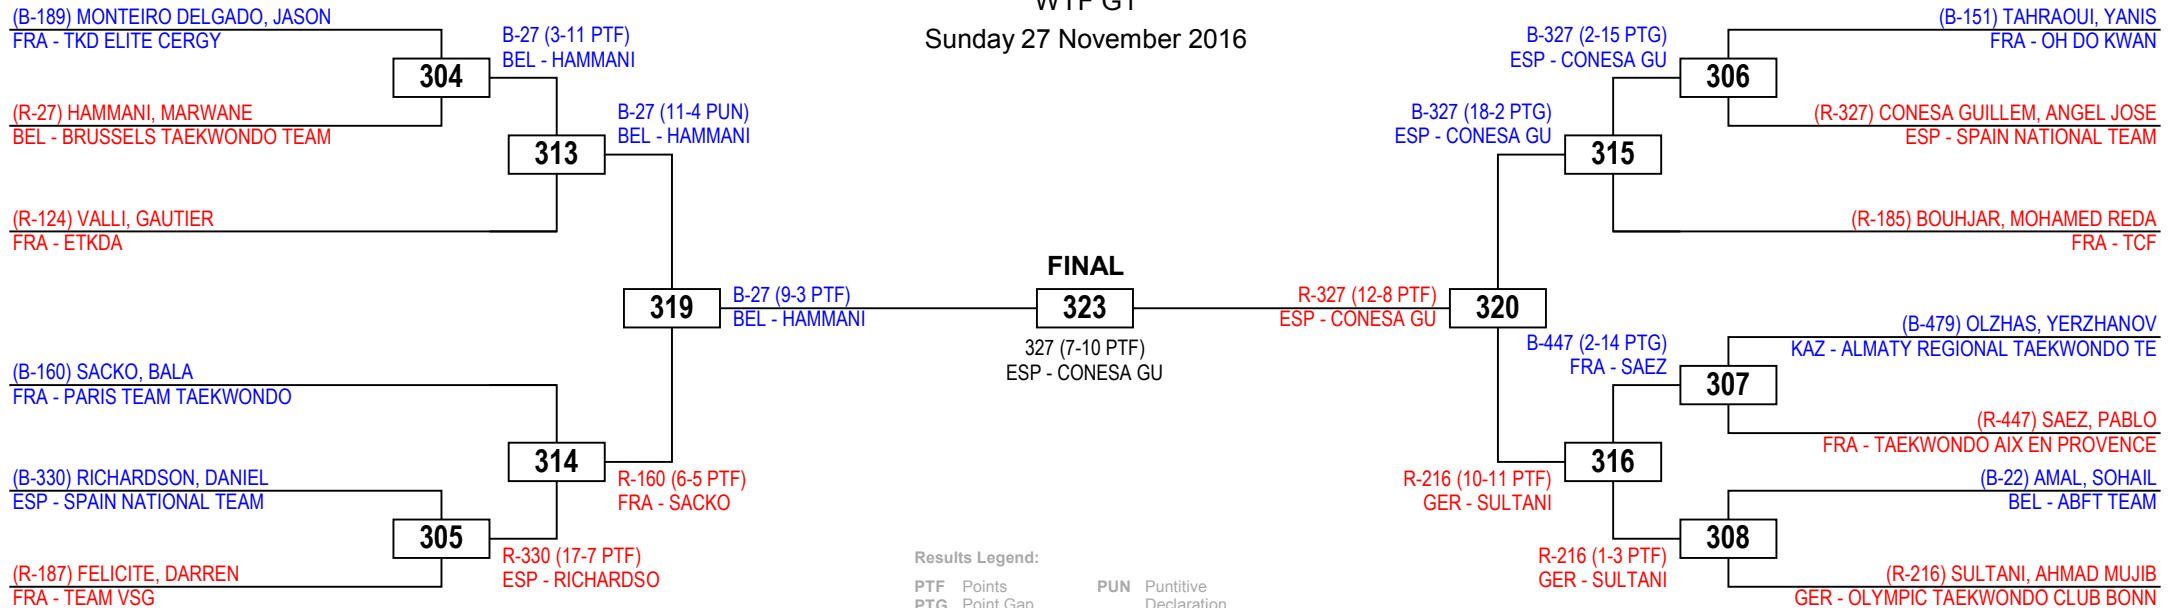 WTF G1
Sunday 27 November 2016
(B-189) MONTEIRO DELGADO, JASON
FRA - TKD ELITE CERGY
B-27 (3-11 PTF)
BEL - HAMMANI
304
(R-27) HAMMANI, MARWANE
BEL - BRUSSELS TAEKWONDO TEAM
B-27 (11-4 PUN)
BEL - HAMMANI
313
(R-124) VALLI, GAUTIER
FRA - ETKDA
319
B-27 (9-3 PTF)
BEL - HAMMANI
(B-160) SACKO, BALA
FRA - PARIS TEAM TAEKWONDO
314
R-160 (6-5 PTF)
FRA - SACKO
(B-330) RICHARDSON, DANIEL
ESP - SPAIN NATIONAL TEAM
305
R-330 (17-7 PTF)
ESP - RICHARDSO
(R-187) FELICITE, DARREN
FRA - TEAM VSG
FINAL
323
327 (7-10 PTF)
ESP - CONESA GU
(B-151) TAHRAOUI, YANIS
FRA - OH DO KWAN
B-327 (2-15 PTG)
ESP - CONESA GU
306
(R-327) CONESA GUILLEM, ANGEL JOSE
ESP - SPAIN NATIONAL TEAM
B-327 (18-2 PTG)
ESP - CONESA GU
315
(R-185) BOUHJAR, MOHAMED REDA
FRA - TCF
R-327 (12-8 PTF)
ESP - CONESA GU
320
(B-479) OLZHAS, YERZHANOV
KAZ - ALMATY REGIONAL TAEKWONDO TE
B-447 (2-14 PTG)
FRA - SAEZ
307
(R-447) SAEZ, PABLO
FRA - TAEKWONDO AIX EN PROVENCE
316
R-216 (10-11 PTF)
GER - SULTANI
(B-22) AMAL, SOHAIL
BEL - ABFT TEAM
308
R-216 (1-3 PTF)
GER - SULTANI
(R-216) SULTANI, AHMAD MUJIB
GER - OLYMPIC TAEKWONDO CLUB BONN
Results Legend:
PTF Points PUN Puntitive
PTG Point Gap Declaration